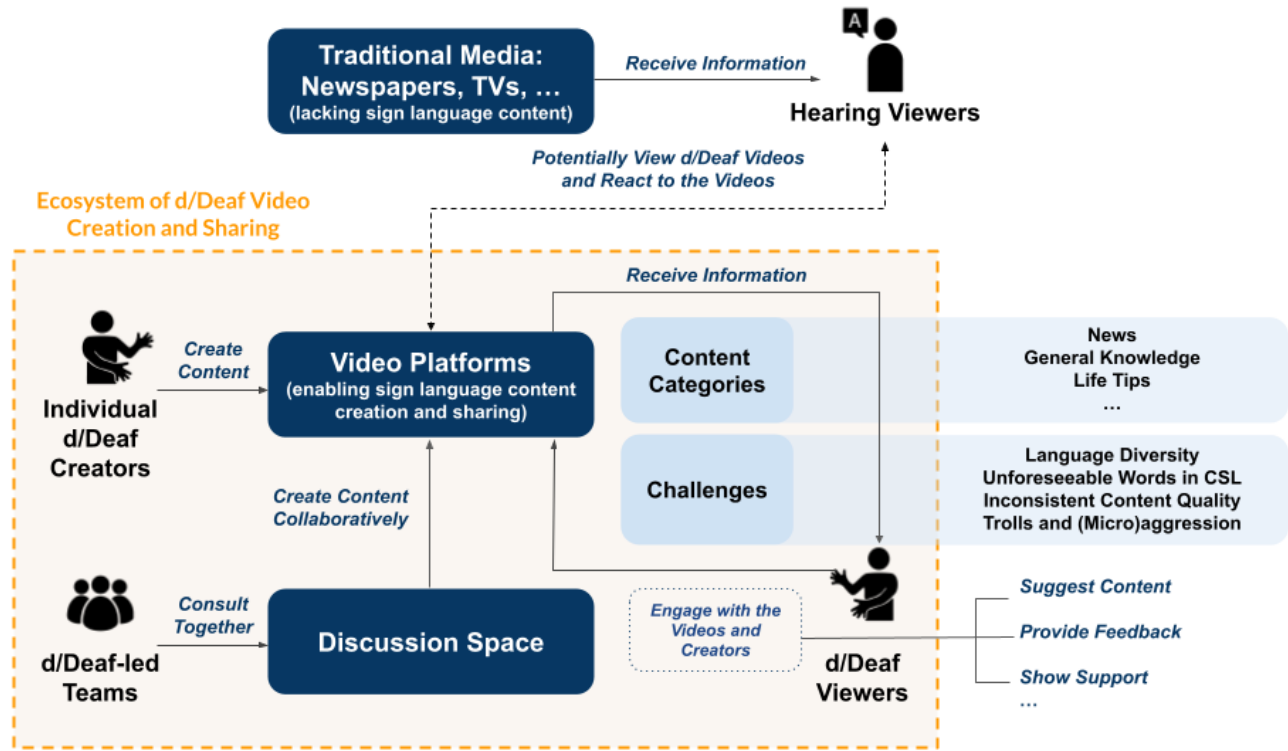 Traditional Media:
Newspapers, TVs, ...
(lacking sign language content)
Receive Information
A
Hearing Viewers
Potentially View d/Deaf Videos
and React to the Videos
Ecosystem of d/Deaf Video
Creation and Sharing
Receive Information
Individual
d/Deaf
Creators
Create
Content
Video Platforms
(enabling sign language content
creation and sharing)
Content
Categories
News
General Knowledge
Life Tips
...
Challenges
Language Diversity
Unforeseeable Words in CSL
Inconsistent Content Quality
Trolls and (Micro)aggression
Create Content
Collaboratively
d/Deaf-led
Teams
Consult
Together
Discussion Space
Engage with the
Videos and
Creators
d/Deaf
Viewers
Suggest Content
Provide Feedback
Show Support
...